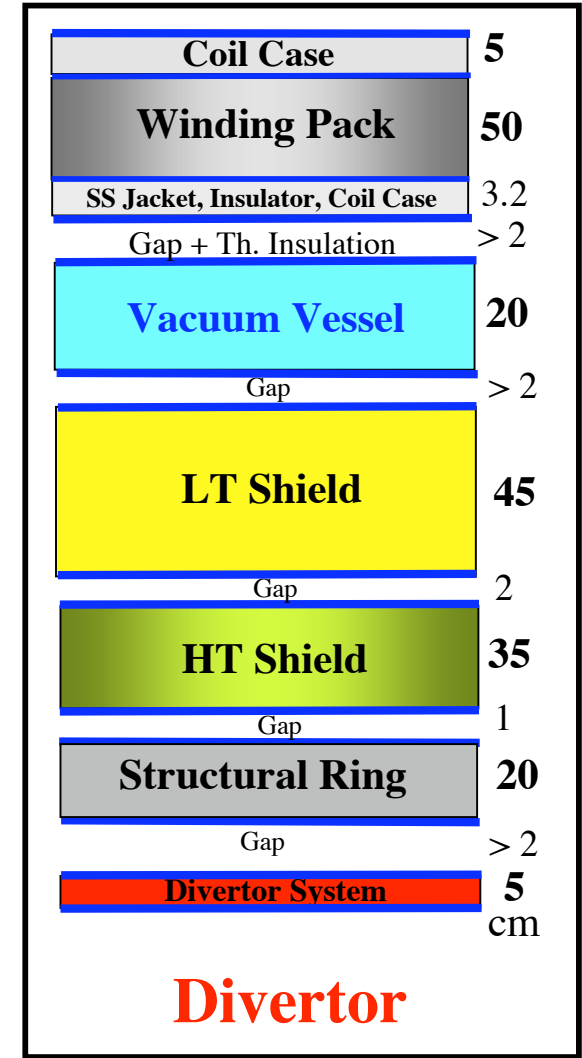 Coil Case 5
Winding Pack 50
SS Jacket, Insulator, Coil Case 3.2
Gap + Th. Insulation > 2
Vacuum Vessel 20
Gap > 2
LT Shield 45
Gap 2
HT Shield 35
Gap 1
Structural Ring 20
Gap > 2
Divertor System 5
cm
Divertor